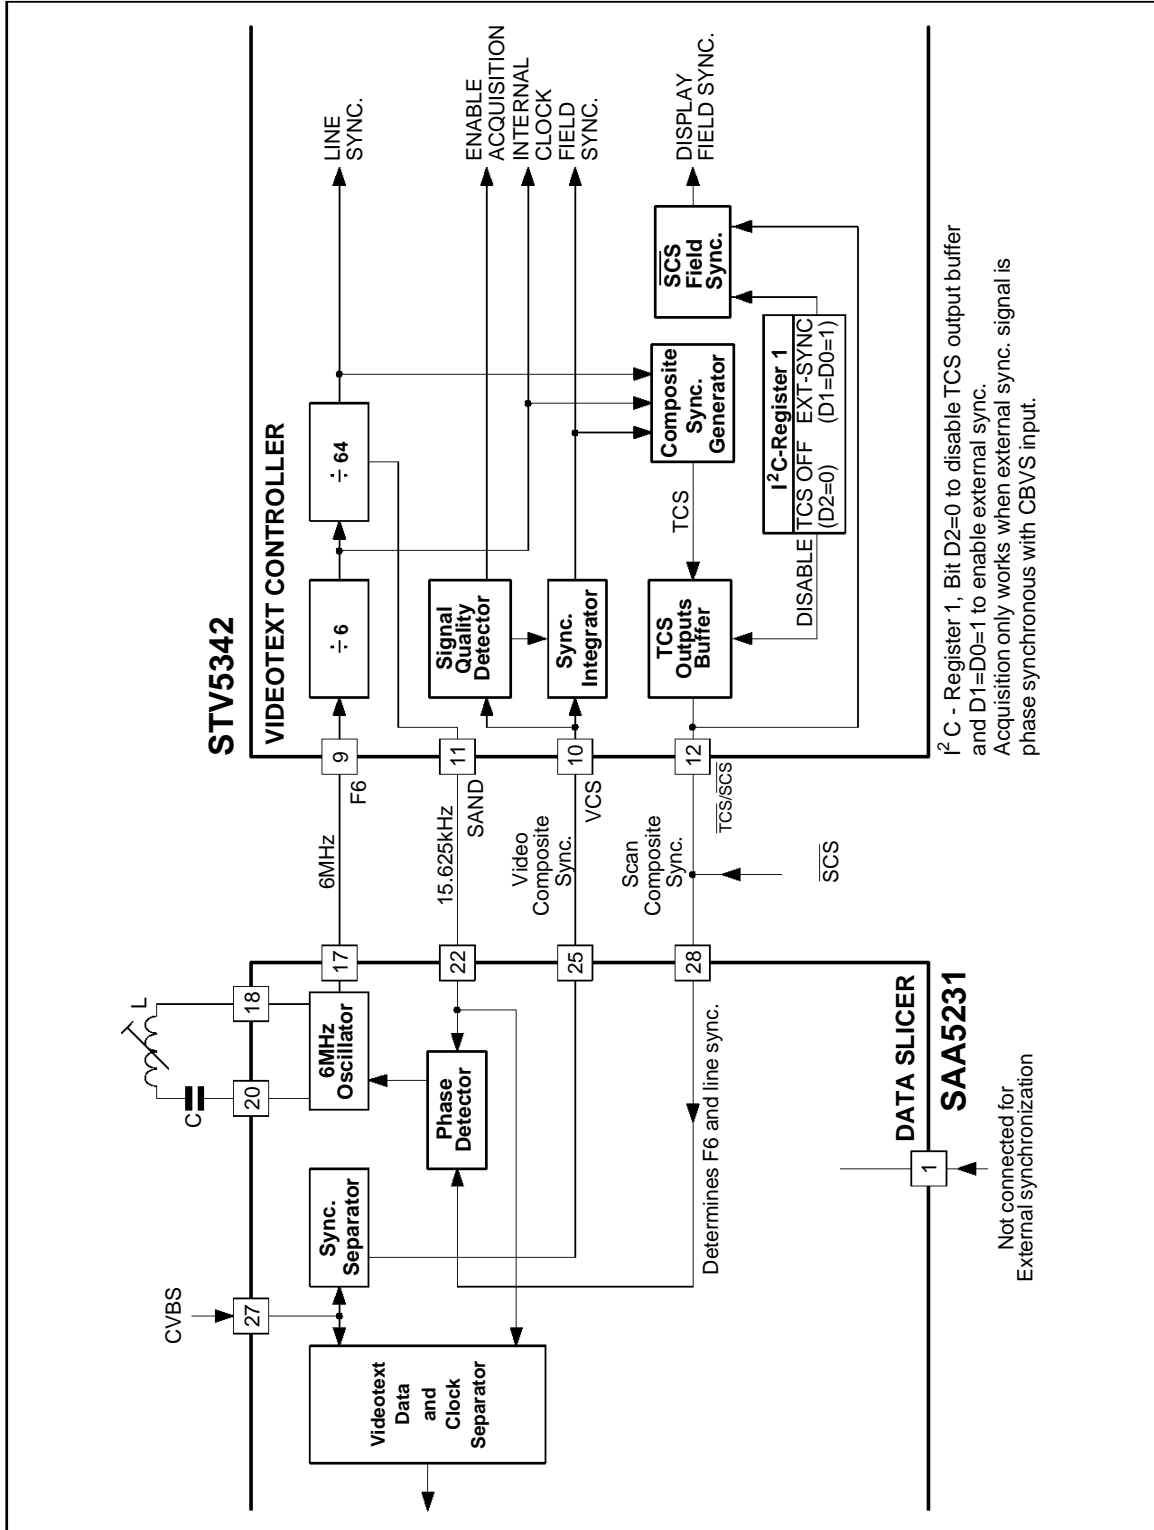 STV5342
VIDEOTEXT CONTROLLER
÷ 6
÷ 64
LINE
SYNC.
Signal
Quality
Detector
ENABLE
ACQUISITION
INTERNAL
CLOCK
FIELD
SYNC.
Sync.
Integrator
TCS
Outputs
Buffer
TCS
Composite
Sync.
Generator
SCS
Field
Sync.
DISPLAY
FIELD SYNC.
DISABLE
I²C-Register 1
TCS OFF EXT-SYNC
(D2=0) (D1=D0=1)
9
F6
11
SAND
10
VCS
12
TCS/SCS
6MHz
15.625kHz
Video
Composite
Sync.
Scan
Composite
Sync.
SCS
I² C - Register 1, Bit D2=0 to disable TCS output buffer
and D1=D0=1 to enable external sync.
Acquisition only works when external sync. signal is
phase synchronous with CBVS input.
17
22
25
28
18
20
L
C
6MHz
Oscillator
Phase
Detector
Sync.
Separator
CVBS
27
Videotext
Data
and
Clock
Separator
Determines F6 and line sync.
DATA SLICER
SAA5231
1
Not connected for
External synchronization